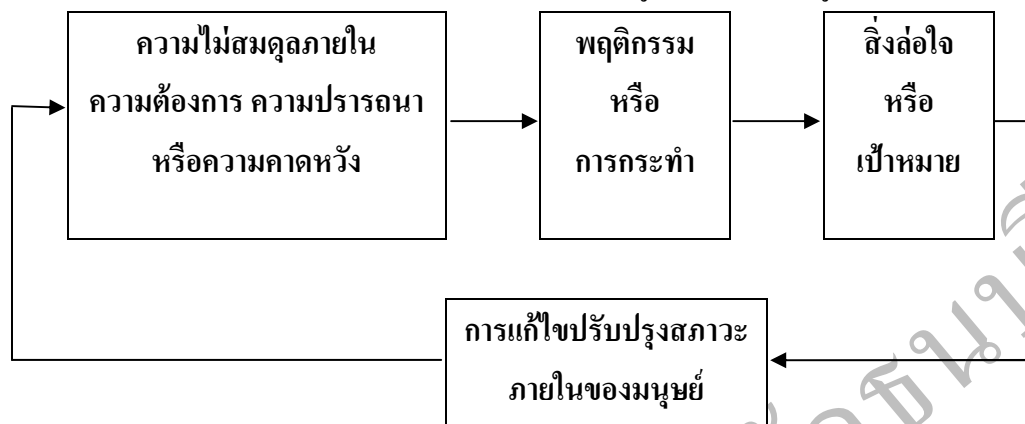 ความไม่สมดุลภายใน
ความต้องการ ความปรารถนา
หรือความคาดหวัง
พฤติกรรม
หรือ
การกระทำ
สิ่งล่อใจ
หรือ
เป้าหมาย
การแก้ไขปรับปรุงสภาวะ
ภายในของมนุษย์